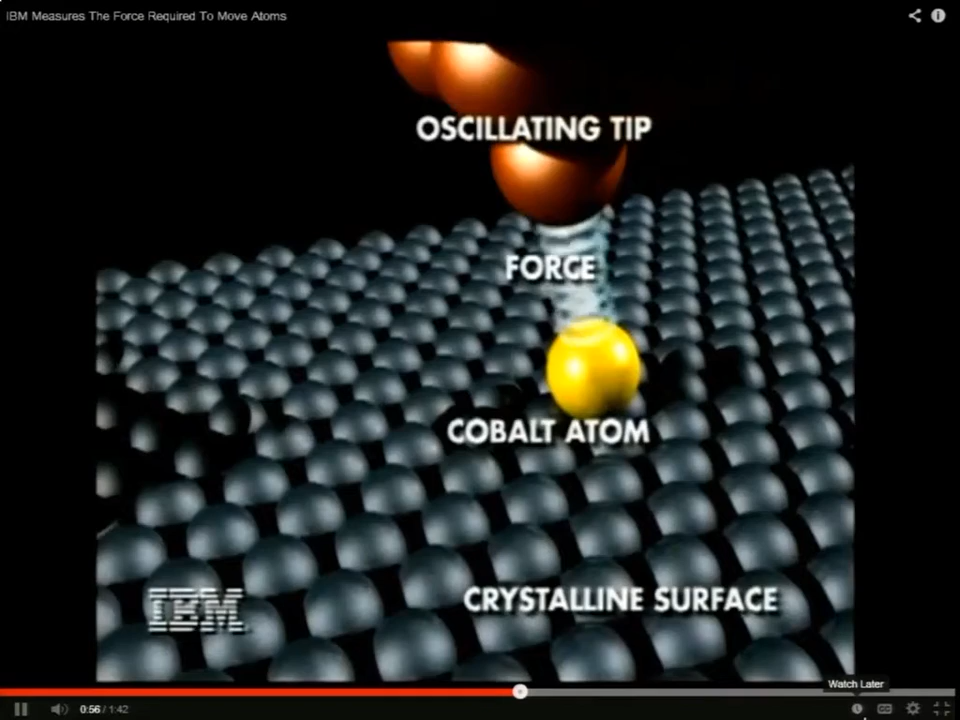 IBM Measures The Force Required To Move Atoms
OSCILLATING TIP
FORCE
COBALT ATOM
IBM
CRYSTALLINE SURFACE
Watch Later
0:56 / 1:42
CC